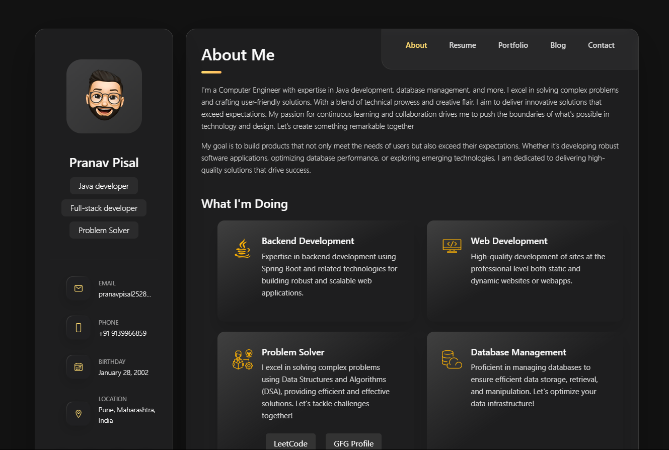 Pranav Pisal
Java developer
Full-stack developer
Problem Solver
EMAIL
pranavpisal2528...
PHONE
+91 9139966859
BIRTHDAY
January 28, 2002
LOCATION
Pune, Maharashtra,
India
About
Resume
Portfolio
Blog
Contact
About Me
I'm a Computer Engineer with expertise in Java development, database management, and more, I excel in solving complex problems
and crafting user-friendly solutions. With a blend of technical prowess and creative flair, I aim to deliver innovative solutions that
exceed expectations. My passion for continuous learning and collaboration drives me to push the boundaries of what's possible in
technology and design. Let's create something remarkable together
My goal is to build products that not only meet the needs of users but also exceed their expectations. Whether it's developing robust
software applications, optimizing database performance, or exploring emerging technologies, I am dedicated to delivering high-
quality solutions that drive success.
What I'm Doing
Backend Development
Expertise in backend development using
Spring Boot and related technologies for
building robust and scalable web
applications.
Web Development
High-quality development of sites at the
professional level both static and
dynamic websites or webapps.
Problem Solver
I excel in solving complex problems
using Data Structures and Algorithms
(DSA), providing efficient and effective
solutions. Let's tackle challenges
together!
LeetCode
GFG Profile
Database Management
Proficient in managing databases to
ensure efficient data storage, retrieval,
and manipulation. Let's optimize your
data infrastructure!